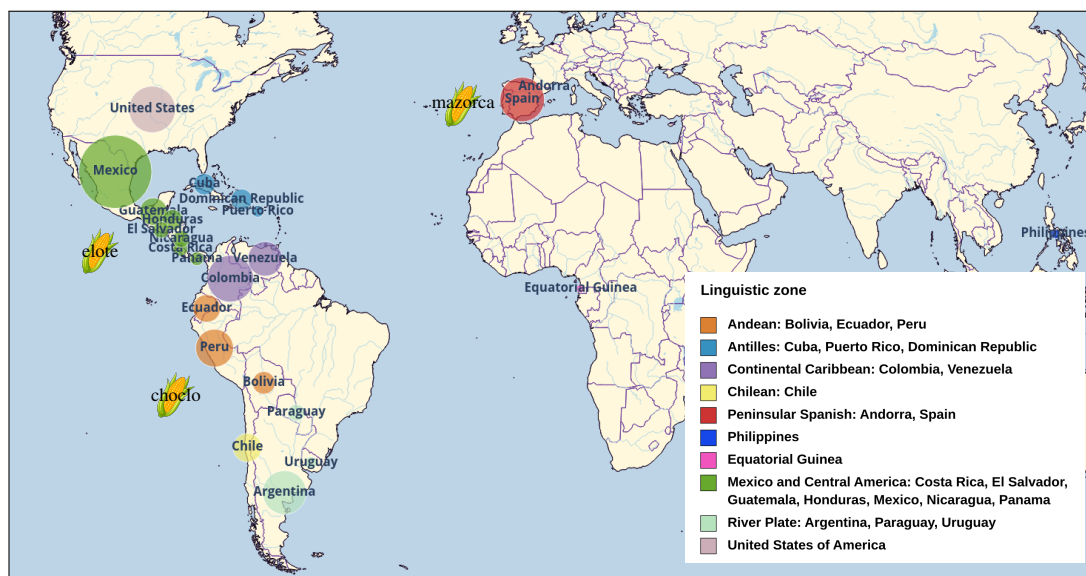 United States
Mexico
Cuba
Dominican Republic
Puerto Rico
Guatemala
Honduras
El Salvador
Nicaragua
Costa Rica
Panama
Venezuela
Colombia
Ecuador
Peru
Bolivia
Paraguay
Chile
Uruguay
Argentina
elote
choclo
mazorca
Andorra
Spain
Equatorial Guinea
Philippines
Linguistic zone
Andean: Bolivia, Ecuador, Peru
Antilles: Cuba, Puerto Rico, Dominican Republic
Continental Caribbean: Colombia, Venezuela
Chilean: Chile
Peninsular Spanish: Andorra, Spain
Philippines
Equatorial Guinea
Mexico and Central America: Costa Rica, El Salvador,
Guatemala, Honduras, Mexico, Nicaragua, Panama
River Plate: Argentina, Paraguay, Uruguay
United States of America